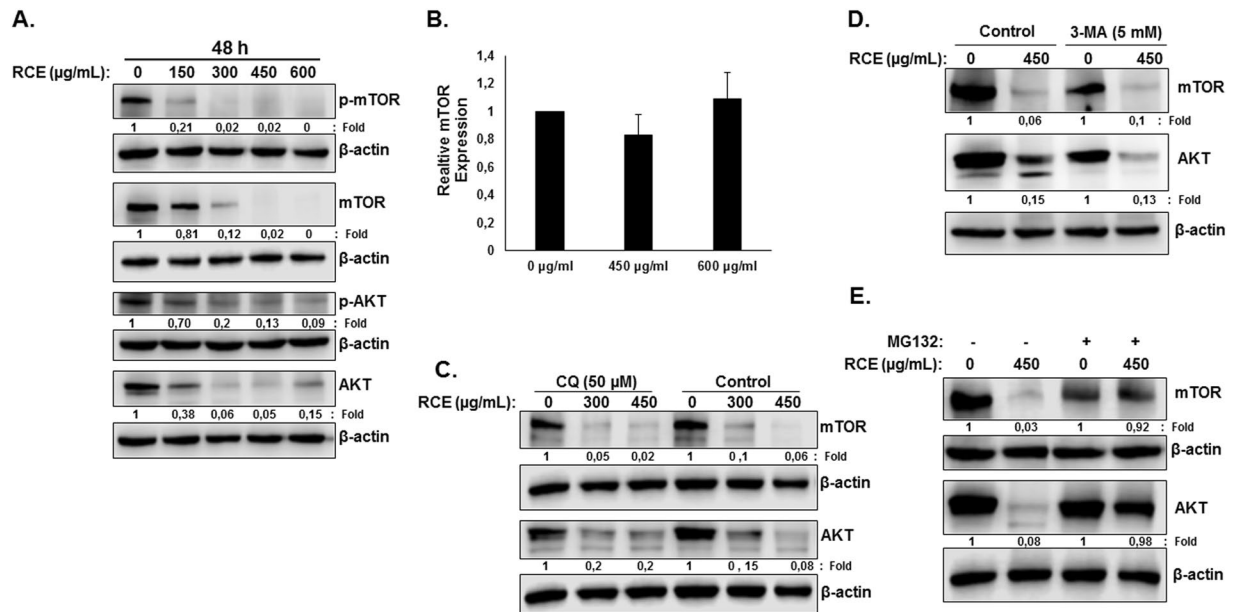 A.
48 h
RCE (µg/mL): 0 150 300 450 600
p-mTOR
1 0,21 0,02 0,02 0 : Fold
β-actin
mTOR
1 0,81 0,12 0,02 0 : Fold
β-actin
p-AKT
1 0,70 0,2 0,13 0,09 : Fold
β-actin
AKT
1 0,38 0,06 0,05 0,15 : Fold
β-actin
B.
Realtive mTOR
Expression
1,4
1,2
1
0,8
0,6
0,4
0,2
0
0 µg/ml 450 µg/ml 600 µg/ml
C.
CQ (50 µM) Control
RCE (µg/mL): 0 300 450 0 300 450
mTOR
1 0,05 0,02 1 0,1 0,06 : Fold
β-actin
AKT
1 0,2 0,2 1 0,15 0,08 : Fold
β-actin
D.
Control 3-MA (5 mM)
RCE (µg/mL): 0 450 0 450
mTOR
1 0,06 1 0,1 : Fold
AKT
1 0,15 1 0,13 : Fold
β-actin
E.
MG132: - - + +
RCE (µg/mL): 0 450 0 450
mTOR
1 0,03 1 0,92 : Fold
β-actin
AKT
1 0,08 1 0,98 : Fold
β-actin